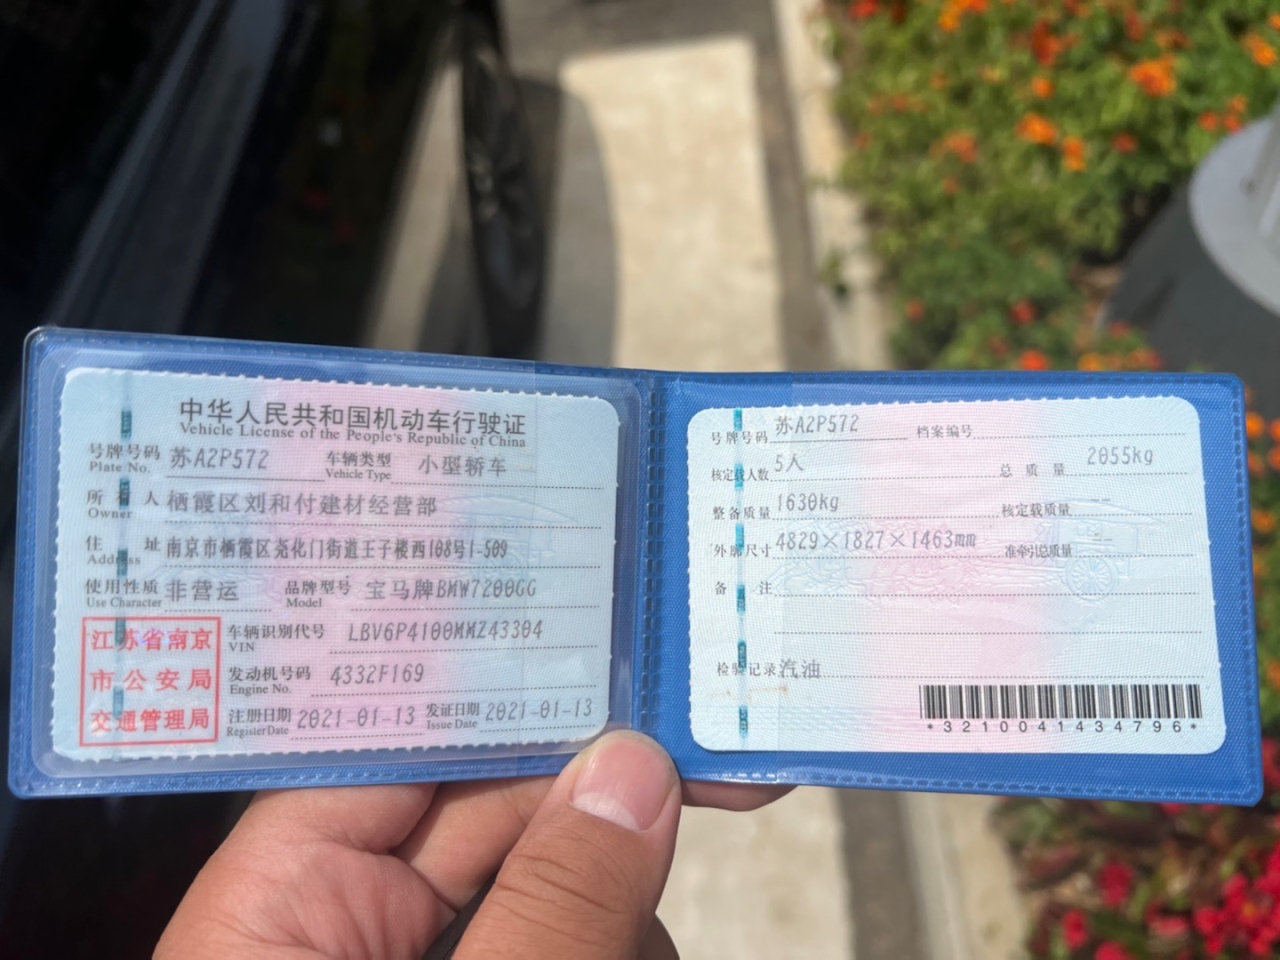 中华人民共和国机动车行驶证
Vehicle License of the People's Republic of China
号牌号码 苏A2P572 车辆类型 小型轿车
Plate No. Vehicle Type
所有人 栖霞区刘和付建材经营部
Owner
住址 南京市栖霞区尧化门街道王子楼西108号1-509
Address
使用性质 非营运 品牌型号 宝马牌BMW7200GG
Use Character Model
江苏省南京
市公安局
交通管理局
车辆识别代号 LBV6P4100MMZ43304
VIN
发动机号码 4332F169
Engine No.
注册日期 2021-01-13 发证日期 2021-01-13
Register Date Issue Date
号牌号码 苏A2P572 档案编号
核定载人数 5人 总质量 2055kg
整备质量 1630kg 核定载质量 --
外廓尺寸 4829×1827×1463mm 准牵引总质量 --
备注
检验记录 汽油
*3210041434796*